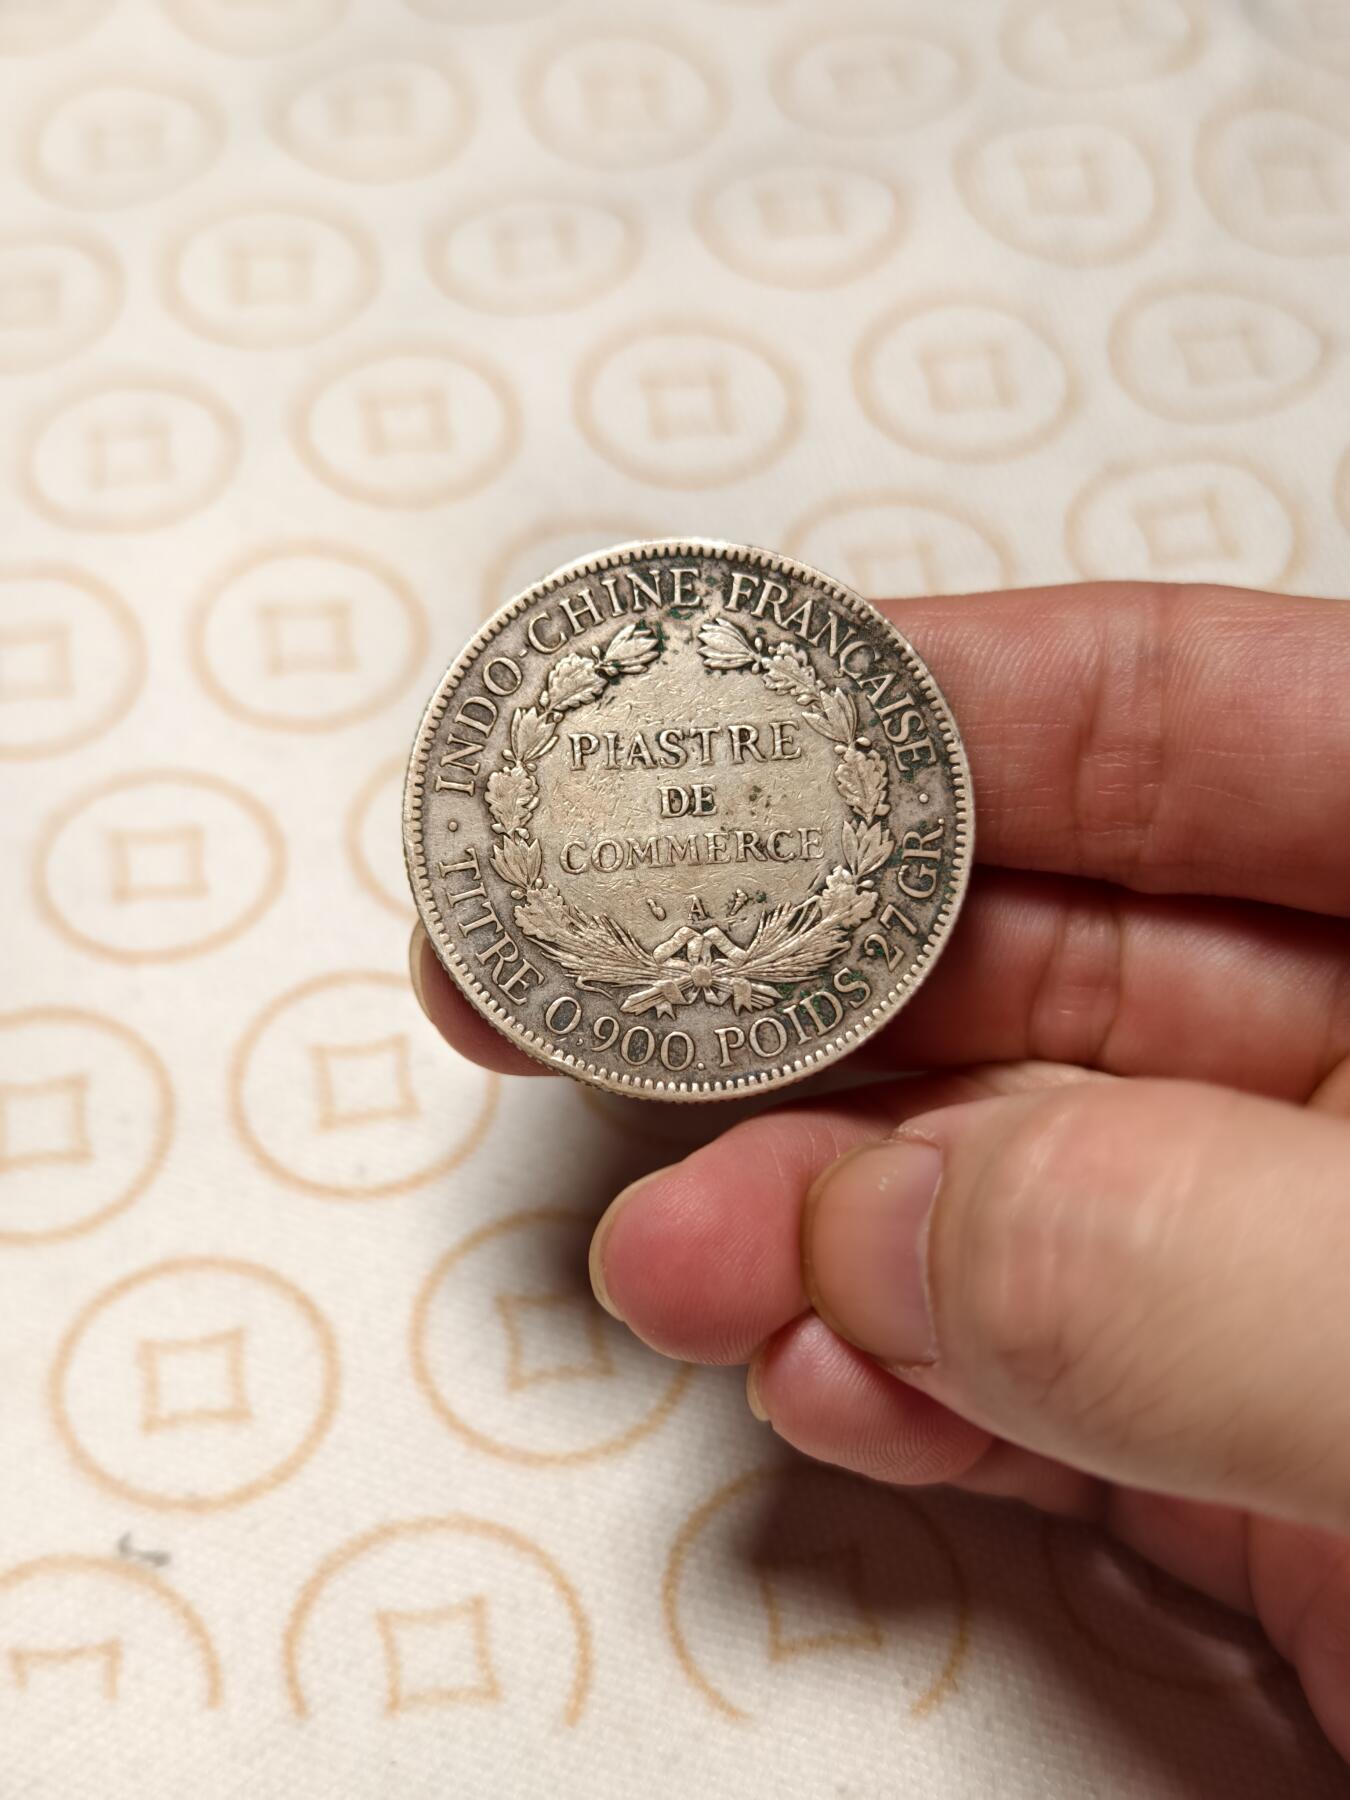 INDO-CHINE FRANÇAISE
PIASTRE
DE
COMMERCE
A
· TITRE 0,900. POIDS 27 GR. ·